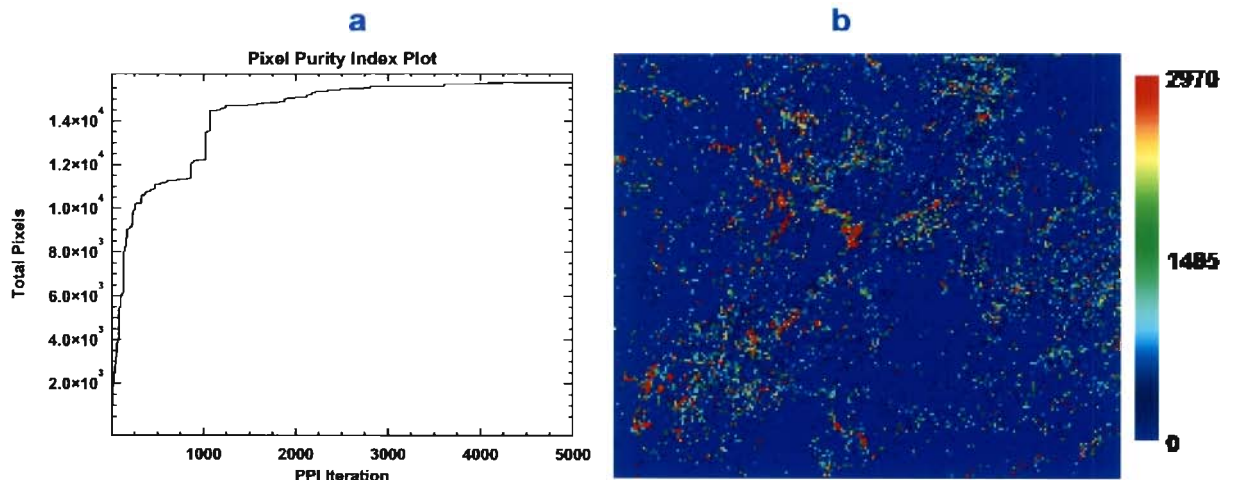 a
b
Pixel Purity Index Plot
Total Pixels
1.4×10⁴
1.2×10⁴
1.0×10⁴
8.0×10³
6.0×10³
4.0×10³
2.0×10³
1000 2000 3000 4000 5000
PPI Iteration
2970
1485
0